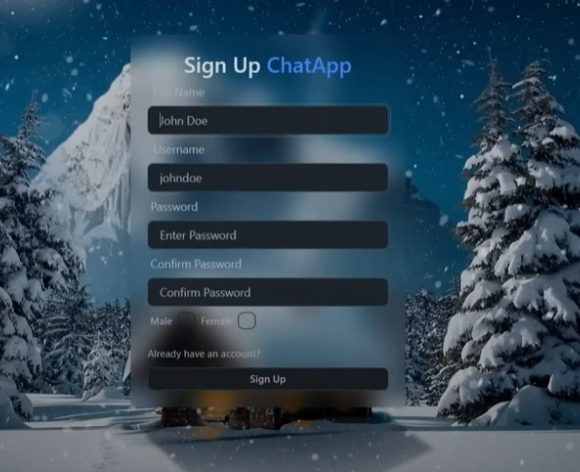 Sign Up ChatApp
Full Name
John Doe
Username
johndoe
Password
Enter Password
Confirm Password
Confirm Password
Male Female
Already have an account?
Sign Up